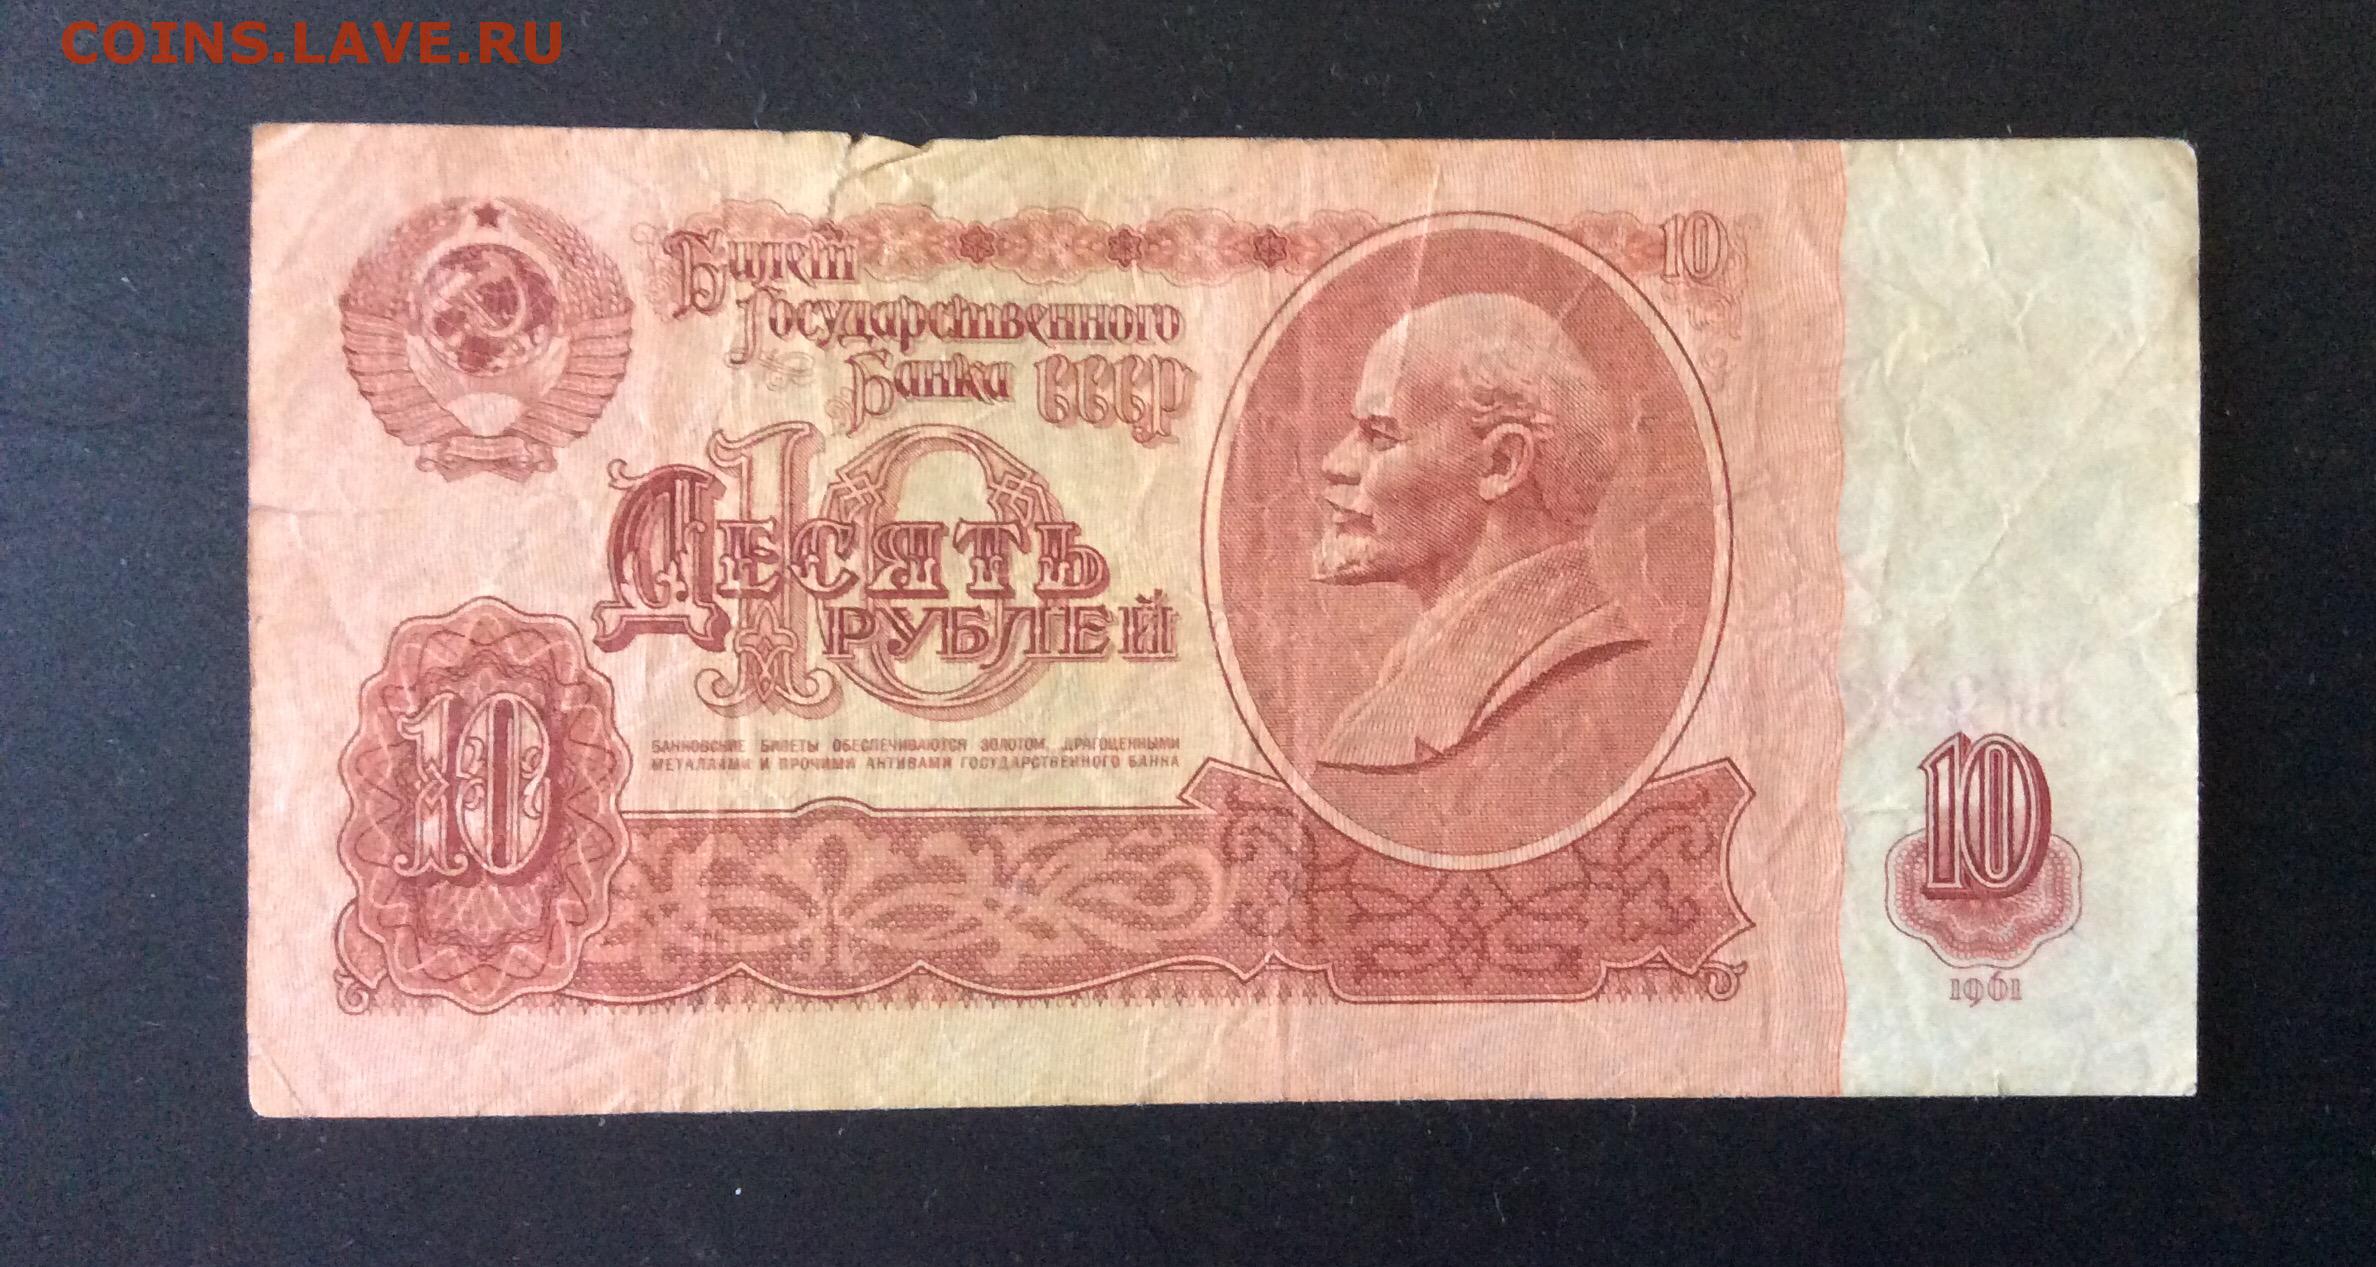 COINS.LAVE.RU
Билет
Государственного
Банка СССР
10
10
Десять
рублей
БАНКОВСКИЕ БИЛЕТЫ ОБЕСПЕЧИВАЮТСЯ ЗОЛОТОМ, ДРАГОЦЕННЫМИ
МЕТАЛЛАМИ И ПРОЧИМИ АКТИВАМИ ГОСУДАРСТВЕННОГО БАНКА
10
10
1961